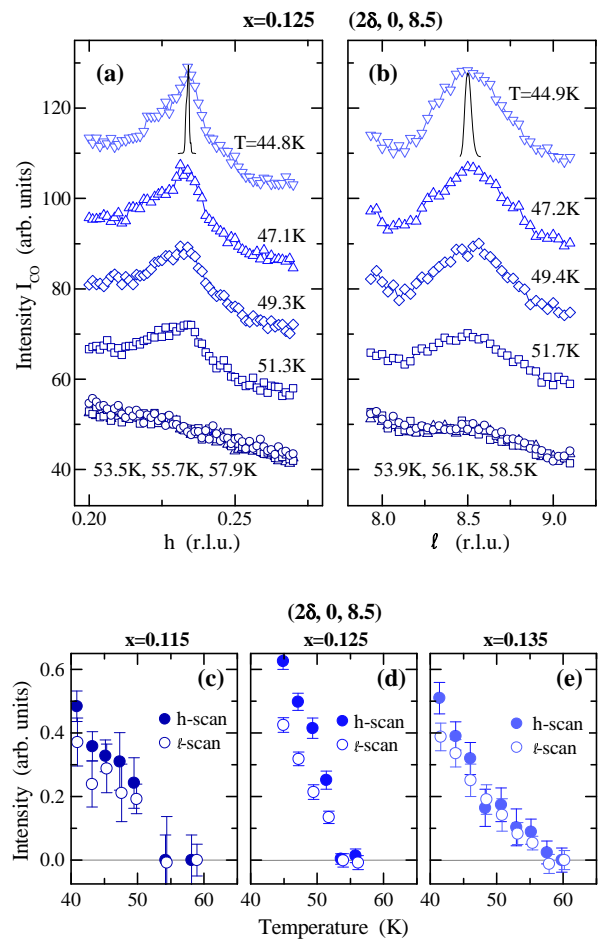 x=0.125 (2δ, 0, 8.5)
(a) (b)
T=44.8K T=44.9K
47.1K 47.2K
49.3K 49.4K
51.3K 51.7K
53.5K, 55.7K, 57.9K 53.9K, 56.1K, 58.5K
Intensity I_CO (arb. units)
120
100
80
60
40
0.20 0.25 8.0 8.5 9.0
h (r.l.u.) ℓ (r.l.u.)
(2δ, 0, 8.5)
x=0.115 x=0.125 x=0.135
(c) (d) (e)
h-scan h-scan h-scan
ℓ-scan ℓ-scan ℓ-scan
Intensity (arb. units)
0.6
0.4
0.2
0.0
40 50 60 40 50 60 40 50 60
Temperature (K)